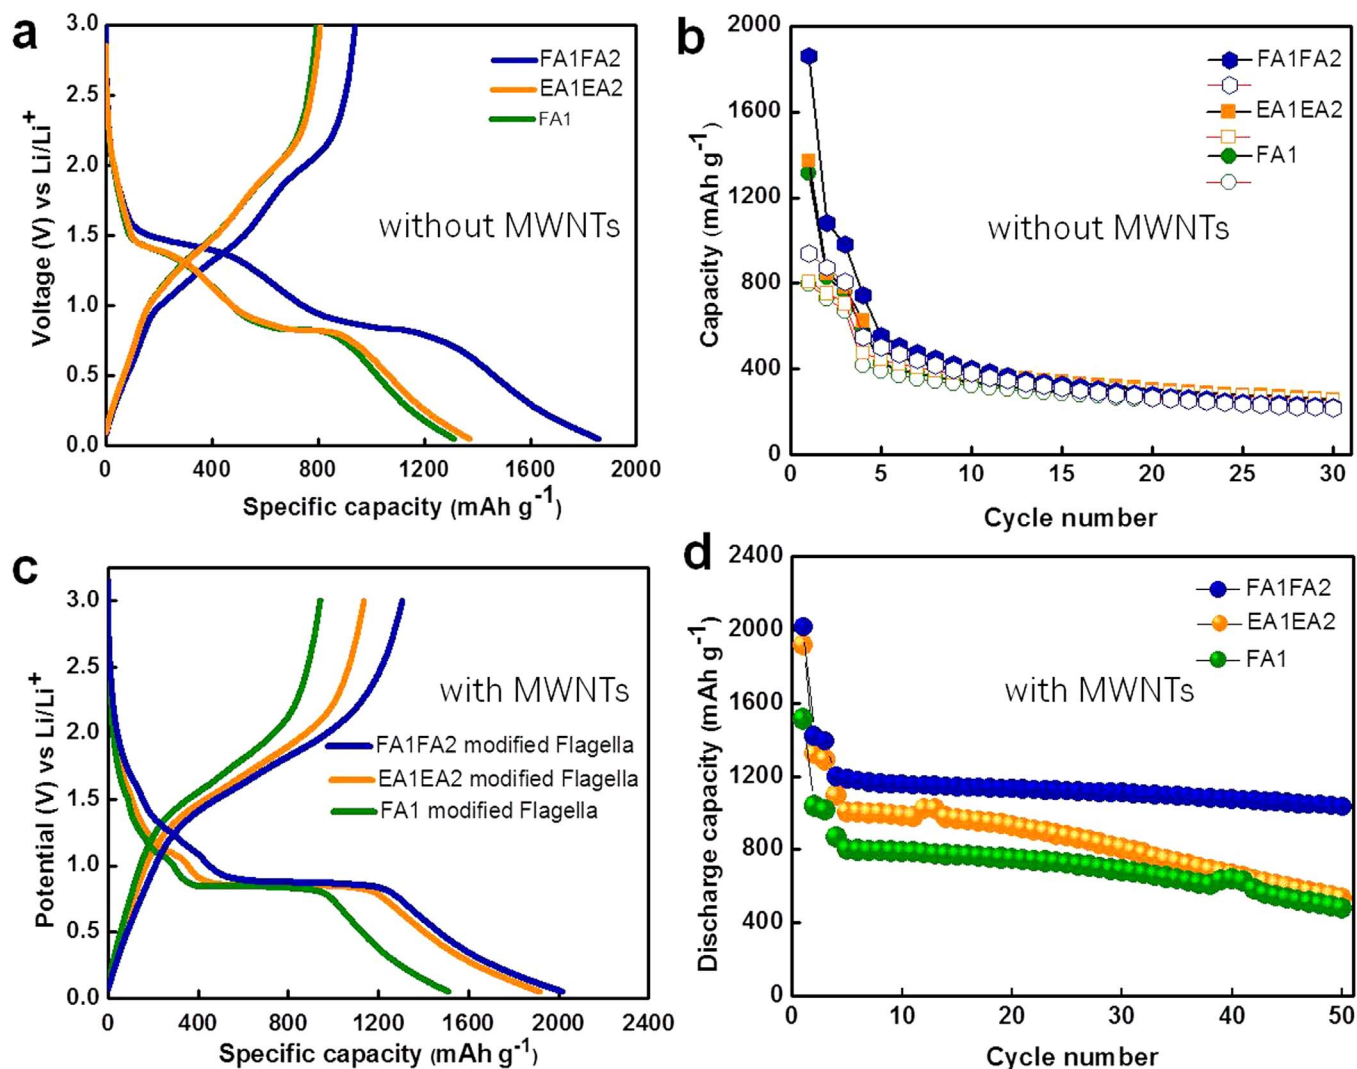 a
3.0
2.5
2.0
1.5
1.0
0.5
0.0
Voltage (V) vs Li/Li+
FA1FA2
EA1EA2
FA1
without MWNTs
0 400 800 1200 1600 2000
Specific capacity (mAh g-1)
b
2000
1600
1200
800
400
0
Capacity (mAh g-1)
FA1FA2
EA1EA2
FA1
without MWNTs
0 5 10 15 20 25 30
Cycle number
c
3.0
2.5
2.0
1.5
1.0
0.5
0.0
Potential (V) vs Li/Li+
with MWNTs
FA1FA2 modified Flagella
EA1EA2 modified Flagella
FA1 modified Flagella
0 400 800 1200 1600 2000 2400
Specific capacity (mAh g-1)
d
2400
2000
1600
1200
800
400
0
Discharge capacity (mAh g-1)
FA1FA2
EA1EA2
FA1
with MWNTs
0 10 20 30 40 50
Cycle number